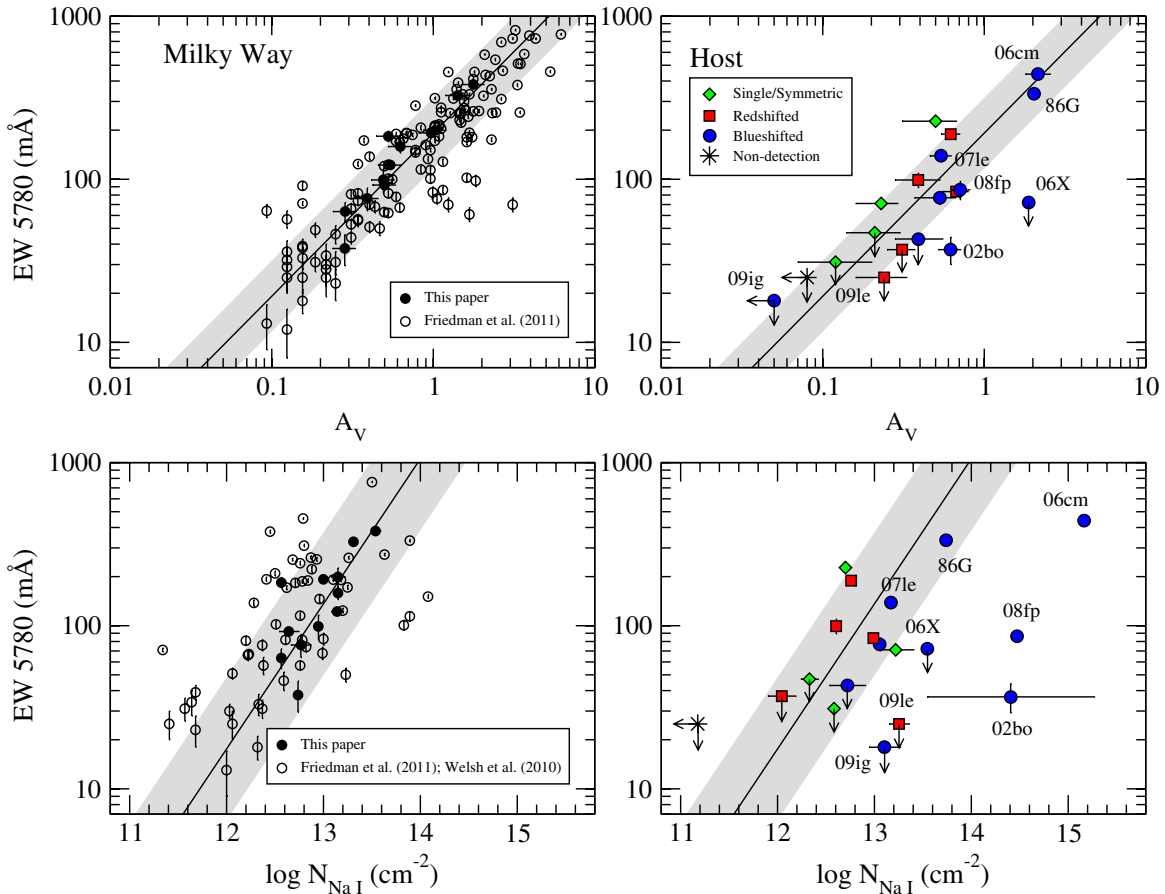 1000
100
10
EW 5780 (mÅ)
Milky Way
This paper
Friedman et al. (2011)
0.01
0.1
1
10
A_V
Host
Single/Symmetric
Redshifted
Blueshifted
Non-detection
06cm
86G
07le
08fp
06X
02bo
09ig
09le
1000
100
10
0.01
0.1
1
10
A_V
1000
100
10
EW 5780 (mÅ)
This paper
Friedman et al. (2011); Welsh et al. (2010)
11
12
13
14
15
log N_Na I (cm⁻²)
1000
100
10
06cm
86G
07le
06X
08fp
09le
02bo
09ig
11
12
13
14
15
log N_Na I (cm⁻²)